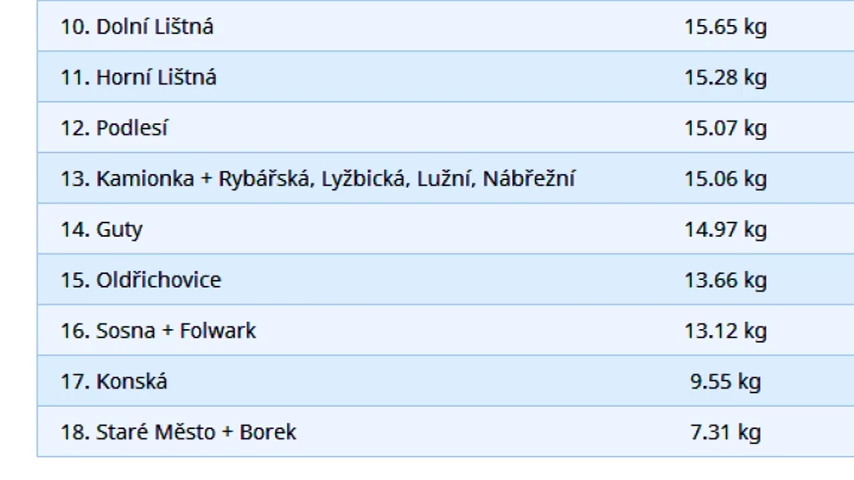 10. Dolní Lištná 15.65 kg
11. Horní Lištná 15.28 kg
12. Podlesí 15.07 kg
13. Kamionka + Rybářská, Lyžbická, Lužní, Nábřežní 15.06 kg
14. Guty 14.97 kg
15. Oldřichovice 13.66 kg
16. Sosna + Folwark 13.12 kg
17. Konská 9.55 kg
18. Staré Město + Borek 7.31 kg